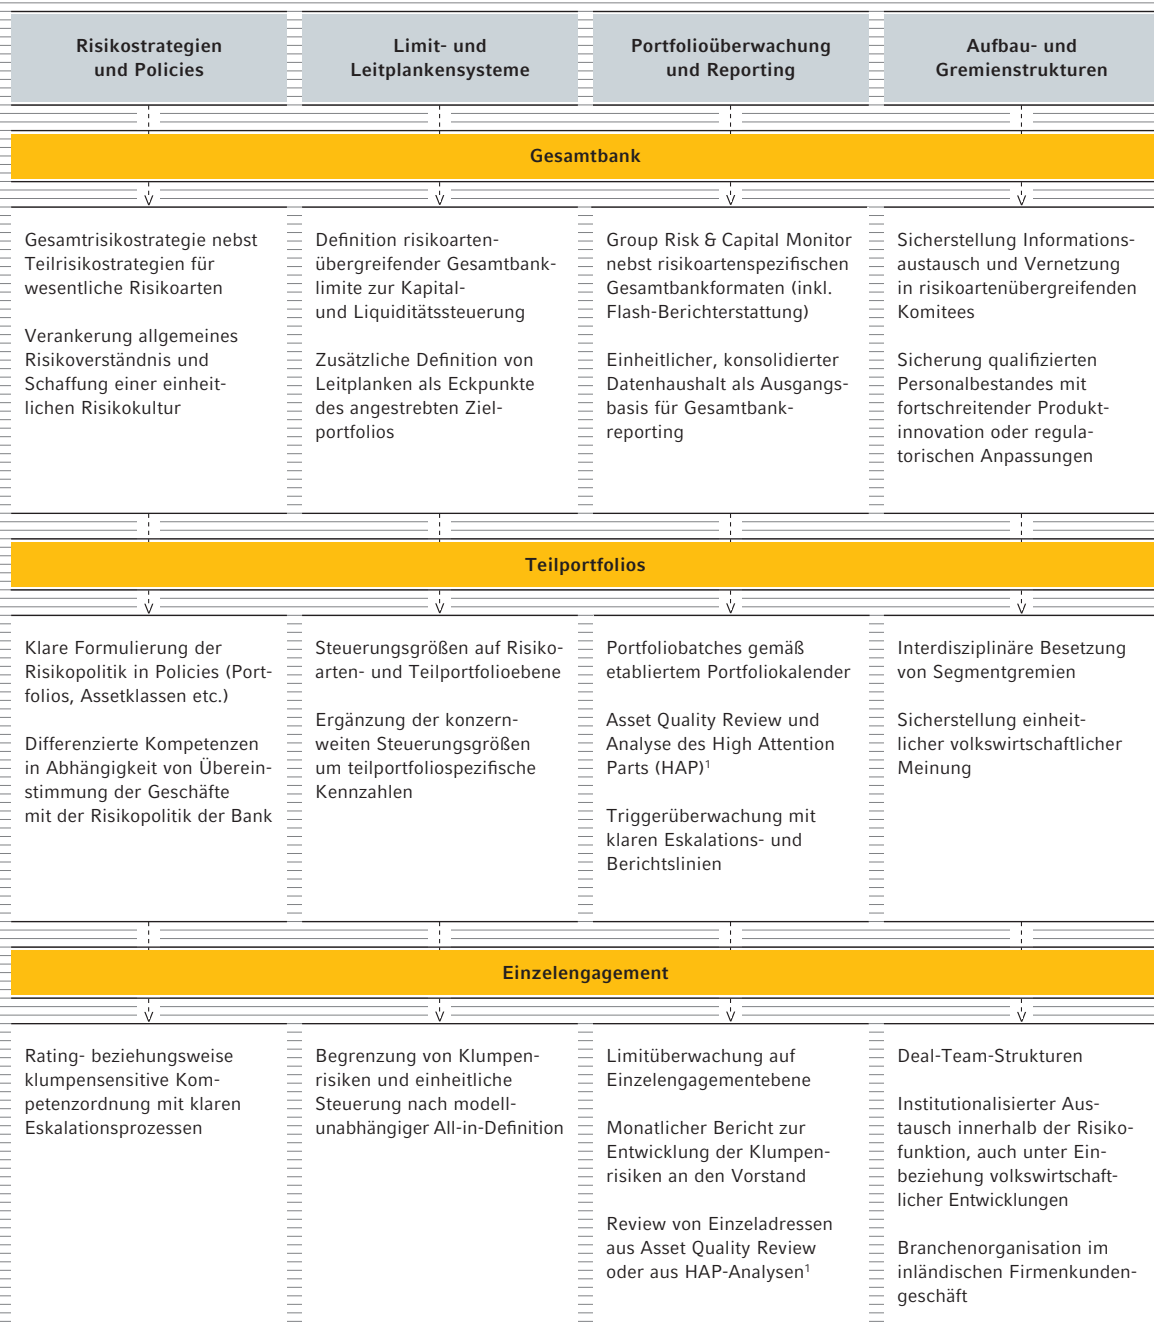 Risikostrategien
und Policies
Limit- und
Leitplankensysteme
Portfolioüberwachung
und Reporting
Aufbau- und
Gremienstrukturen
Gesamtbank
Gesamtrisikostrategie nebst
Teilrisikostrategien für
wesentliche Risikoarten
Verankerung allgemeines
Risikoverständnis und
Schaffung einer einheit-
lichen Risikokultur
Definition risikoarten-
übergreifender Gesamtbank-
limite zur Kapital-
und Liquiditätssteuerung
Zusätzliche Definition von
Leitplanken als Eckpunkte
des angestrebten Ziel-
portfolios
Group Risk & Capital Monitor
nebst risikoartenspezifischen
Gesamtbankformaten (inkl.
Flash-Berichterstattung)
Einheitlicher, konsolidierter
Datenhaushalt als Ausgangs-
basis für Gesamtbank-
reporting
Sicherstellung Informations-
austausch und Vernetzung
in risikoartenübergreifenden
Komitees
Sicherung qualifizierten
Personalbestandes mit
fortschreitender Produkt-
innovation oder regula-
torischen Anpassungen
Teilportfolios
Klare Formulierung der
Risikopolitik in Policies (Port-
folios, Assetklassen etc.)
Differenzierte Kompetenzen
in Abhängigkeit von Überein-
stimmung der Geschäfte
mit der Risikopolitik der Bank
Steuerungsgrößen auf Risiko-
arten- und Teilportfolioebene
Ergänzung der konzern-
weiten Steuerungsgrößen
um teilportfoliospezifische
Kennzahlen
Portfoliobatches gemäß
etabliertem Portfoliokalender
Asset Quality Review und
Analyse des High Attention
Parts (HAP)¹
Triggerüberwachung mit
klaren Eskalations- und
Berichtslinien
Interdisziplinäre Besetzung
von Segmentgremien
Sicherstellung einheit-
licher volkswirtschaftlicher
Meinung
Einzelengagement
Rating- beziehungsweise
klumpensensitive Kom-
petenzordnung mit klaren
Eskalationsprozessen
Begrenzung von Klumpen-
risiken und einheitliche
Steuerung nach modell-
unabhängiger All-in-Definition
Limitüberwachung auf
Einzelengagementebene
Monatlicher Bericht zur
Entwicklung der Klumpen-
risiken an den Vorstand
Review von Einzeladressen
aus Asset Quality Review
oder aus HAP-Analysen¹
Deal-Team-Strukturen
Institutionalisierter Aus-
tausch innerhalb der Risiko-
funktion, auch unter Ein-
beziehung volkswirtschaft-
licher Entwicklungen
Branchenorganisation im
inländischen Firmenkunden-
geschäft